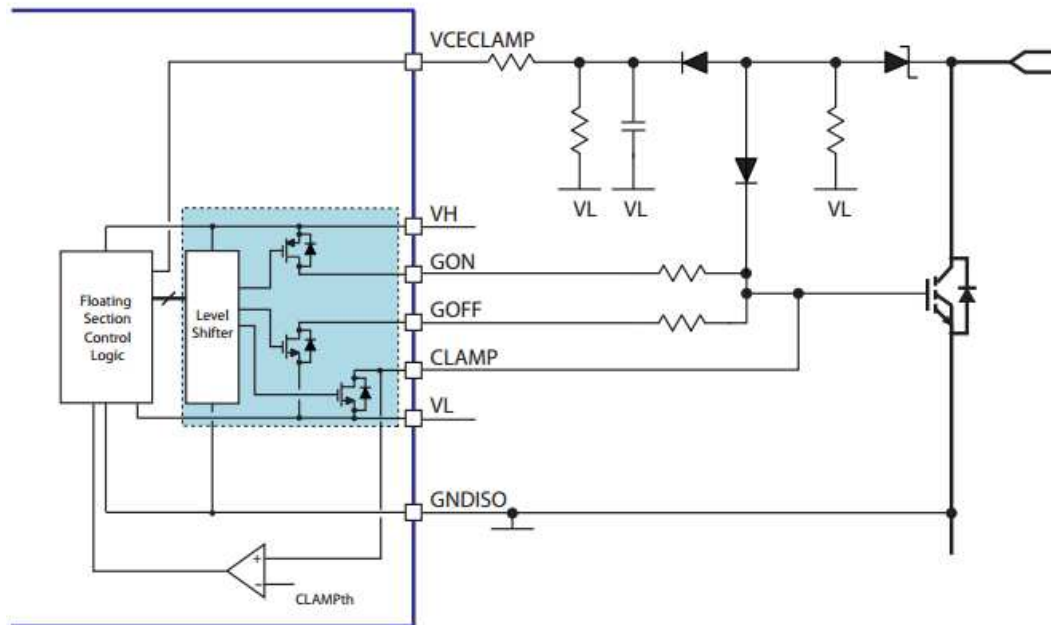 VCECLAMP
VL
VL
VL
VH
GON
GOFF
CLAMP
VL
GNDISO
Floating
Section
Control
Logic
Level
Shifter
+
-
CLAMPth